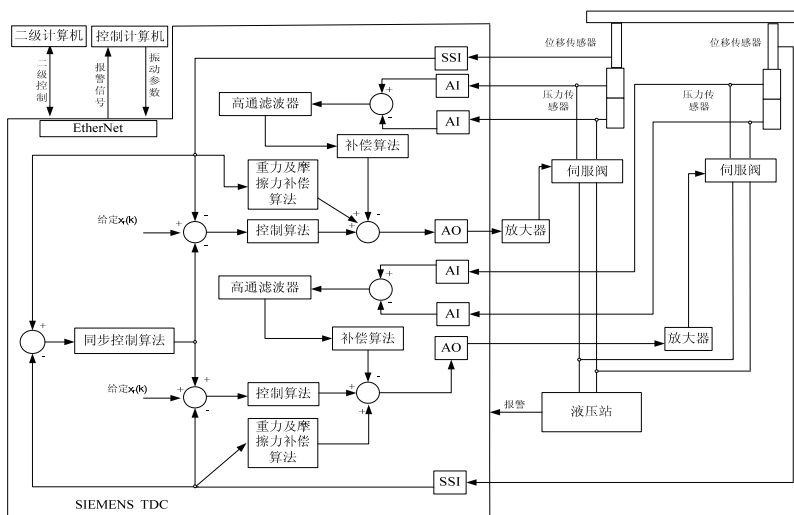 二级计算机
控制计算机
二级控制
报警信号
振动参数
EtherNet
SSI
位移传感器
位移传感器
AI
AI
压力传感器
压力传感器
高通滤波器
+
-
补偿算法
重力及摩擦力补偿算法
伺服阀
伺服阀
给定xr(k)
+
-
-
控制算法
+
+
-
AO
放大器
高通滤波器
+
-
AI
AI
+
-
同步控制算法
补偿算法
AO
放大器
给定xr(k)
+
+
-
控制算法
+
-
+
重力及摩擦力补偿算法
报警
液压站
SSI
SIEMENS TDC